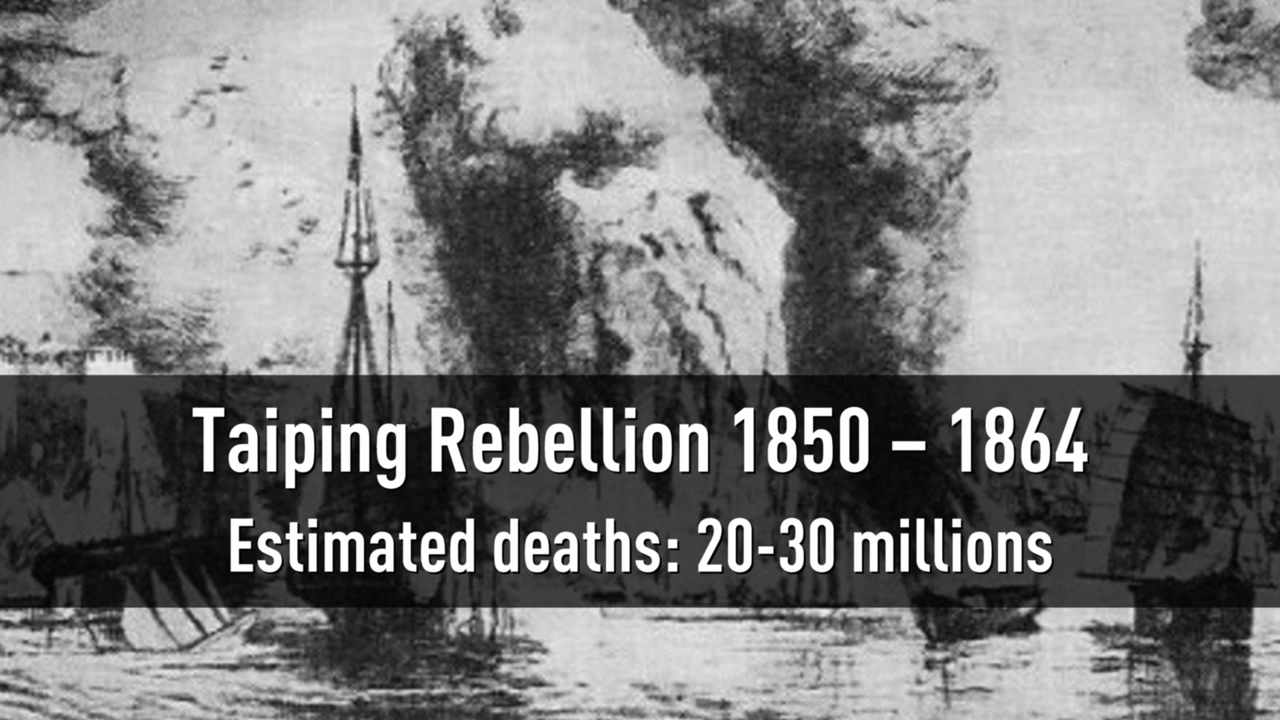 Taiping Rebellion 1850 – 1864
Estimated deaths: 20-30 millions